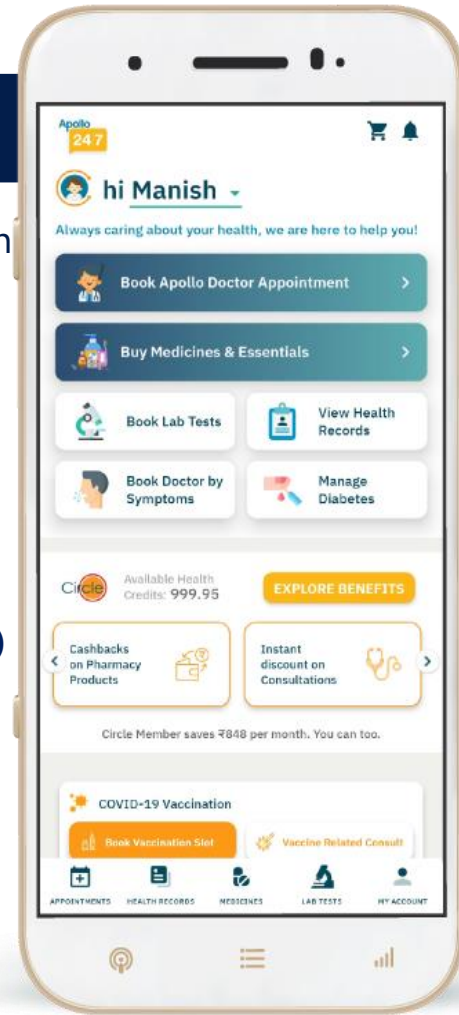 Apollo
24|7
hi Manish
Always caring about your health, we are here to help you!
Book Apollo Doctor Appointment
Buy Medicines & Essentials
Book Lab Tests
View Health
Records
Book Doctor by
Symptoms
Manage
Diabetes
Circle
Available Health
Credits: 999.95
EXPLORE BENEFITS
Cashbacks
on Pharmacy
Products
Instant
discount on
Consultations
Circle Member saves ₹848 per month. You can too.
COVID-19 Vaccination
Book Vaccination Slot
Vaccine Related Consult
APPOINTMENTS HEALTH RECORDS MEDICINES LAB TESTS MY ACCOUNT